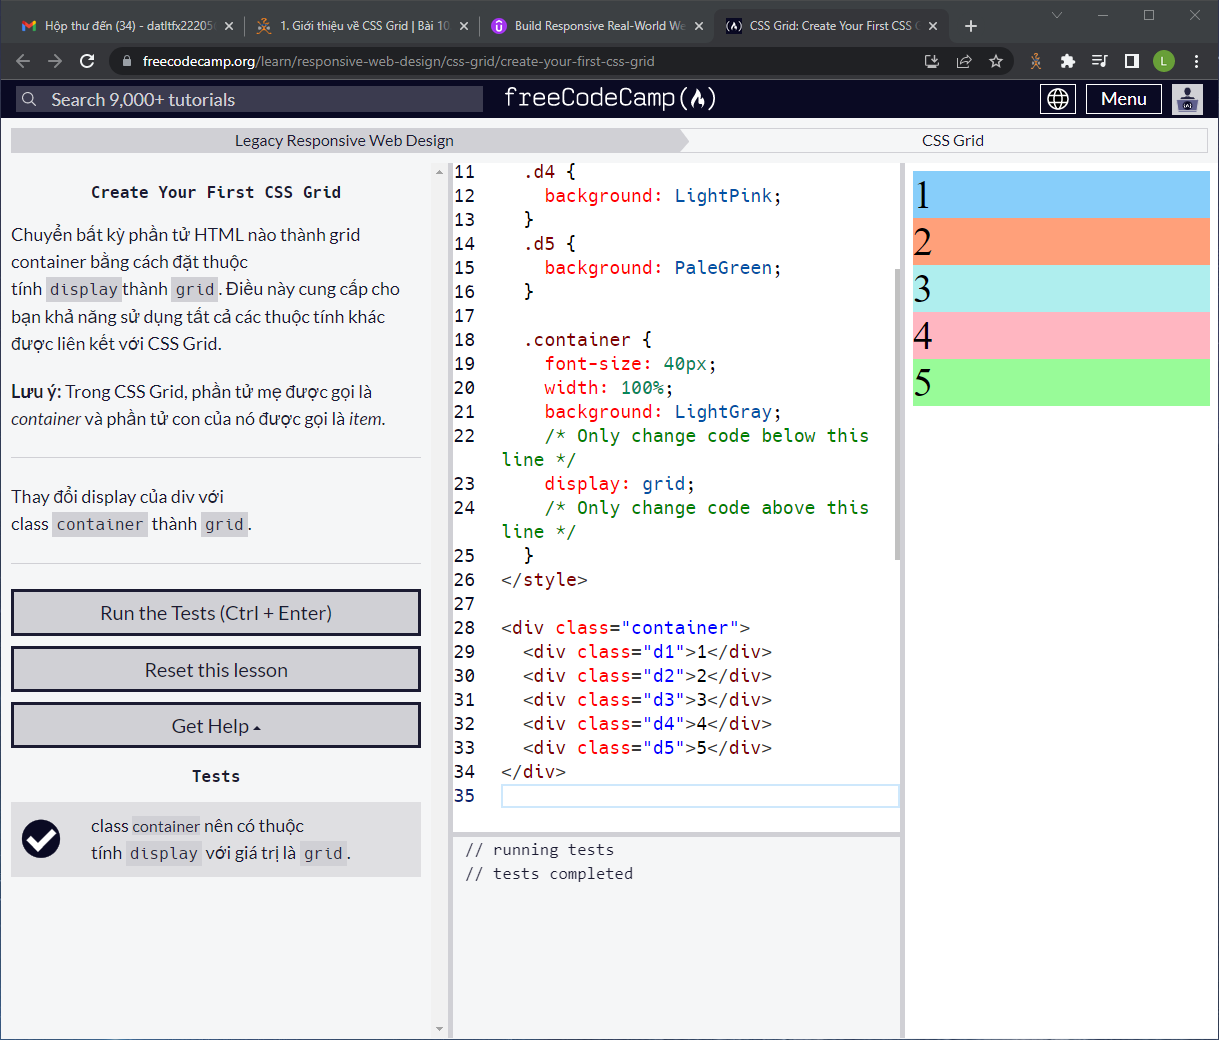 Hộp thư đến (34) - datltfx22205
1. Giới thiệu về CSS Grid | Bài 10
Build Responsive Real-World We
CSS Grid: Create Your First CSS G
freecodecamp.org/learn/responsive-web-design/css-grid/create-your-first-css-grid
L
Search 9,000+ tutorials
freeCodeCamp
Menu
Legacy Responsive Web Design
CSS Grid
Create Your First CSS Grid
Chuyển bất kỳ phần tử HTML nào thành grid
container bằng cách đặt thuộc
tính display thành grid. Điều này cung cấp cho
bạn khả năng sử dụng tất cả các thuộc tính khác
được liên kết với CSS Grid.
Lưu ý: Trong CSS Grid, phần tử mẹ được gọi là
container và phần tử con của nó được gọi là item.
Thay đổi display của div với
class container thành grid.
Run the Tests (Ctrl + Enter)
Reset this lesson
Get Help
Tests
class container nên có thuộc
tính display với giá trị là grid.
11 .d4 {
12 background: LightPink;
13 }
14 .d5 {
15 background: PaleGreen;
16 }
17
18 .container {
19 font-size: 40px;
20 width: 100%;
21 background: LightGray;
22 /* Only change code below this
line */
23 display: grid;
24 /* Only change code above this
line */
25 }
26 </style>
27
28 <div class="container">
29 <div class="d1">1</div>
30 <div class="d2">2</div>
31 <div class="d3">3</div>
32 <div class="d4">4</div>
33 <div class="d5">5</div>
34 </div>
35
// running tests
// tests completed
1
2
3
4
5